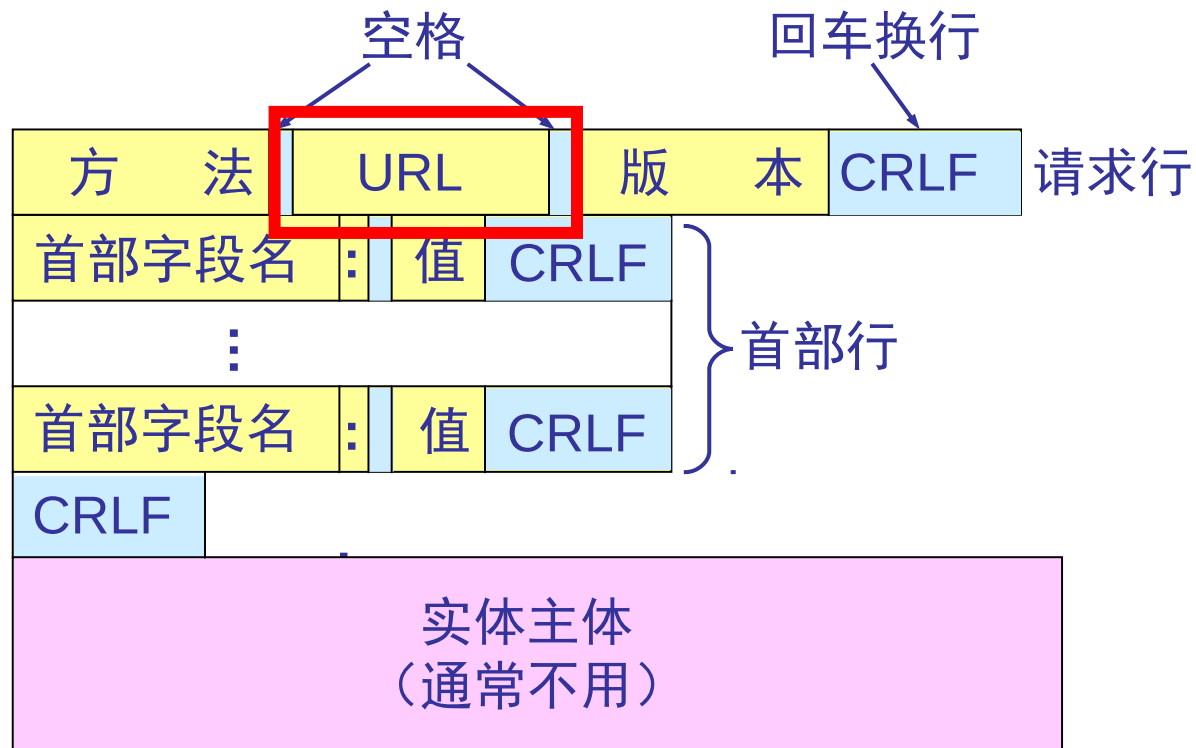 空格 回车换行
方 法 URL 版 本 CRLF 请求行
首部字段名 : 值 CRLF
⋮ 首部行
首部字段名 : 值 CRLF
CRLF
实体主体
（通常不用）